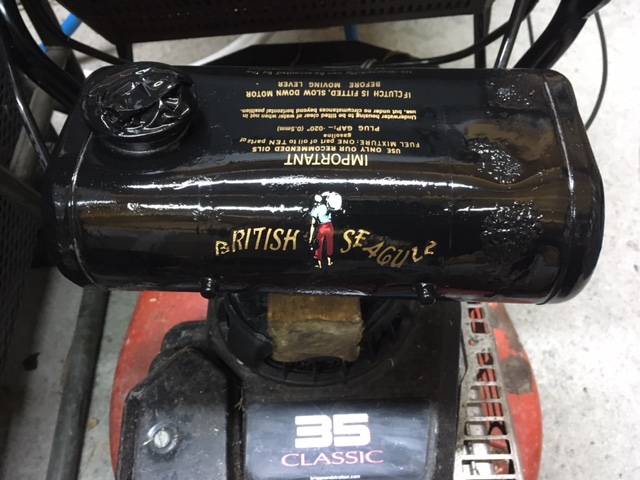 IMPORTANT
USE ONLY OUR RECOMMENDED OILS
FUEL MIXTURE: ONE part of oil to TEN parts of
gasoline
PLUG GAP:—.020" (0.5mm)
Underwater housing to be tilted clear of water when not in
use, but under no circumstances beyond horizontal position.
IF CLUTCH IS FITTED, SLOW DOWN MOTOR
BEFORE MOVING LEVER
BRITISH SEAGULL
35
CLASSIC
briggsandstratton.com